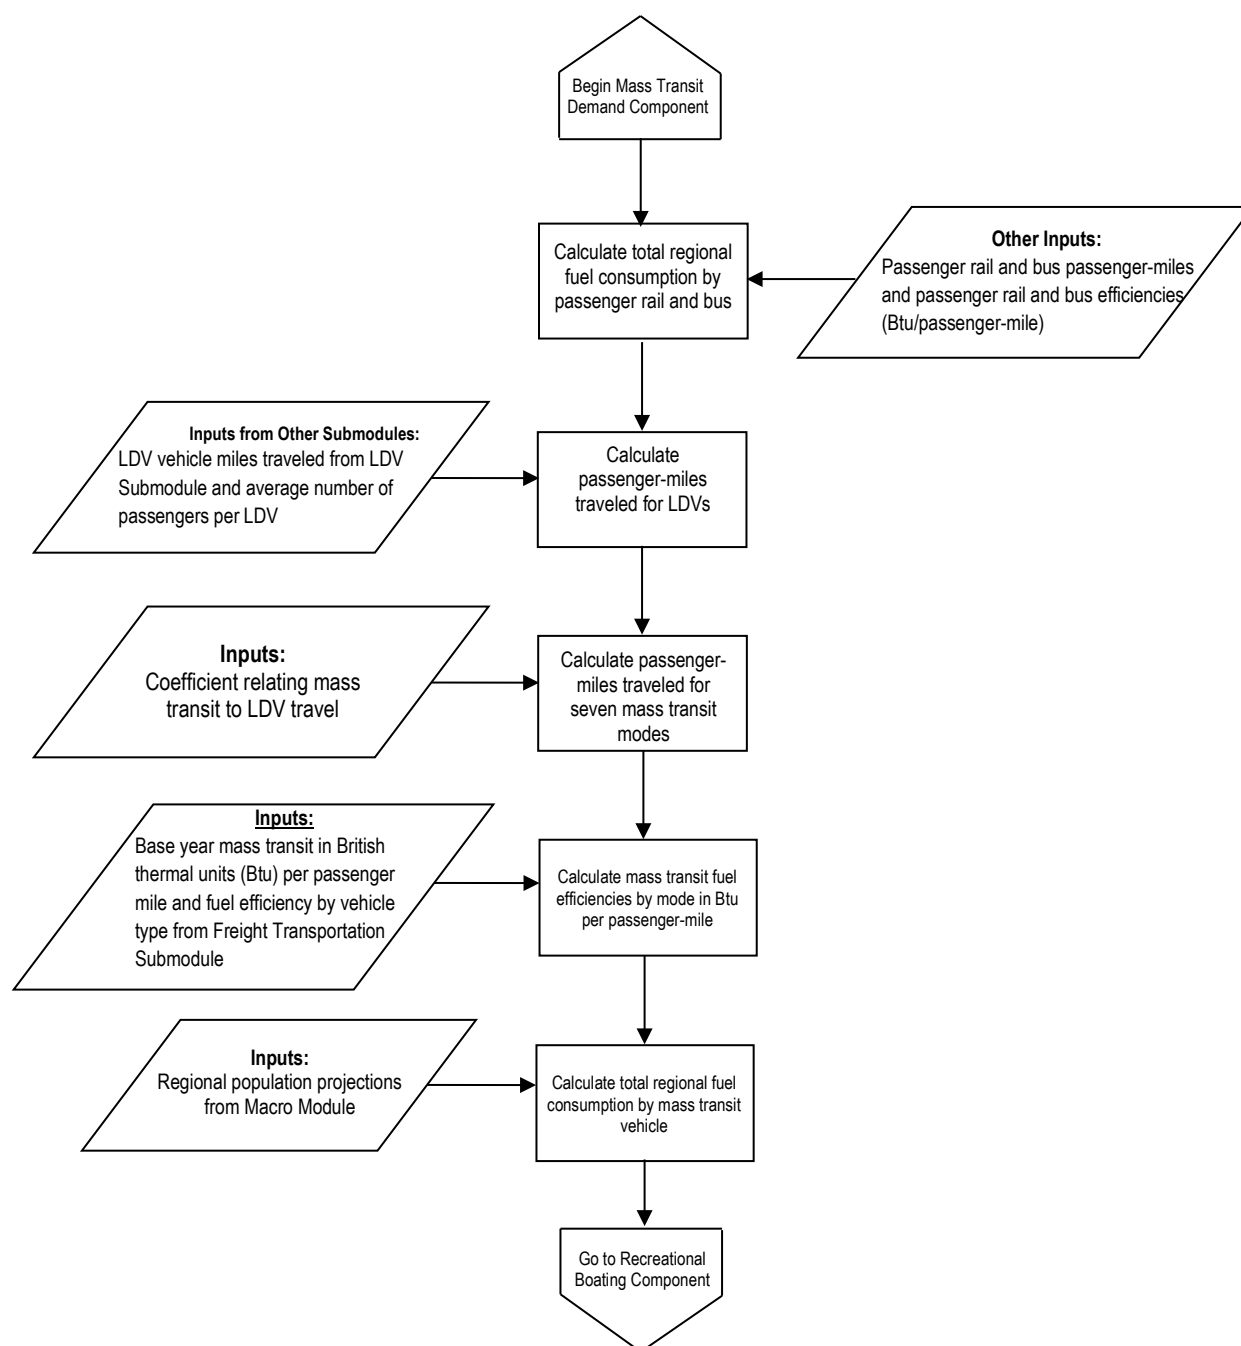 Begin Mass Transit
Demand Component
Calculate total regional
fuel consumption by
passenger rail and bus
Other Inputs:
Passenger rail and bus passenger-miles
and passenger rail and bus efficiencies
(Btu/passenger-mile)
Inputs from Other Submodules:
LDV vehicle miles traveled from LDV
Submodule and average number of
passengers per LDV
Calculate
passenger-miles
traveled for LDVs
Inputs:
Coefficient relating mass
transit to LDV travel
Calculate passenger-
miles traveled for
seven mass transit
modes
Inputs:
Base year mass transit in British
thermal units (Btu) per passenger
mile and fuel efficiency by vehicle
type from Freight Transportation
Submodule
Calculate mass transit fuel
efficiencies by mode in Btu
per passenger-mile
Inputs:
Regional population projections
from Macro Module
Calculate total regional fuel
consumption by mass transit
vehicle
Go to Recreational
Boating Component